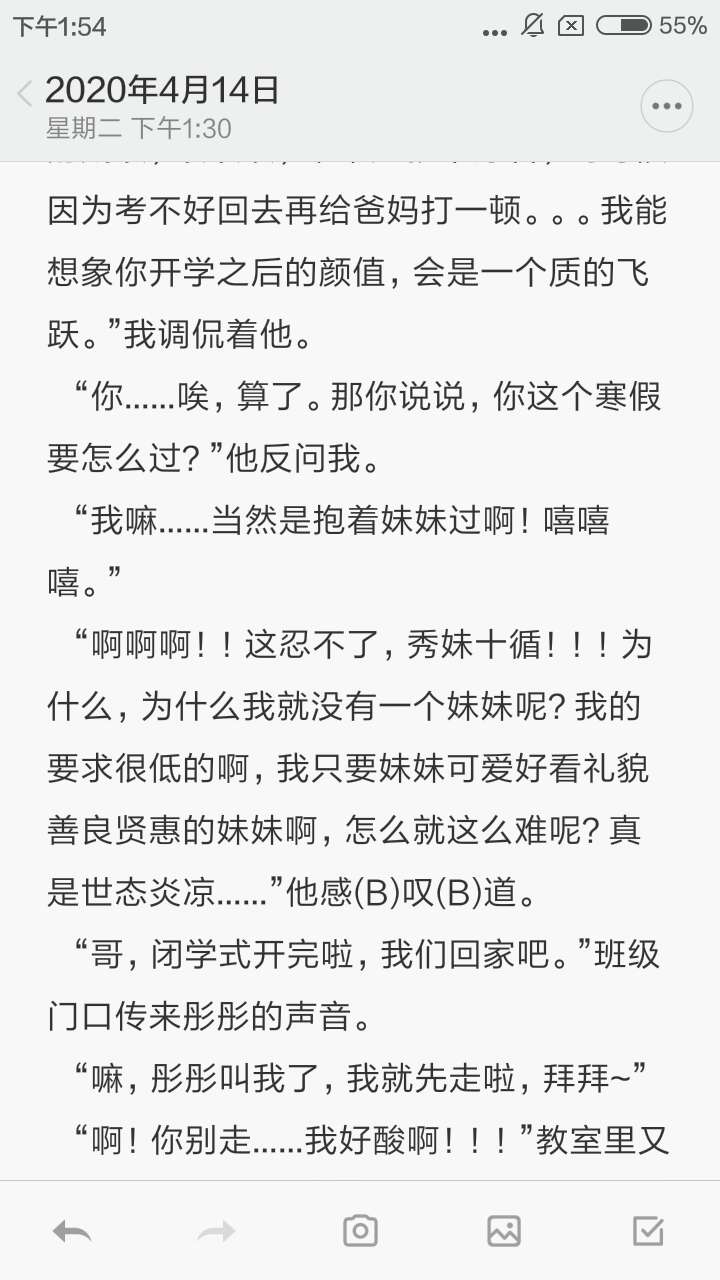 下午1:54
55%
2020年4月14日
星期二 下午1:30
因为考不好回去再给爸妈打一顿。。。我能
想象你开学之后的颜值，会是一个质的飞
跃。”我调侃着他。
“你......唉，算了。那你说说，你这个寒假
要怎么过？”他反问我。
“我嘛......当然是抱着妹妹过啊！嘻嘻
嘻。”
“啊啊啊！！这忍不了，秀妹十循！！！为
什么，为什么我就没有一个妹妹呢？我的
要求很低的啊，我只要妹妹可爱好看礼貌
善良贤惠的妹妹啊，怎么就这么难呢？真
是世态炎凉......”他感(B)叹(B)道。
“哥，闭学式开完啦，我们回家吧。”班级
门口传来彤彤的声音。
“嘛，彤彤叫我了，我就先走啦，拜拜~”
“啊！你别走......我好酸啊！！！”教室里又